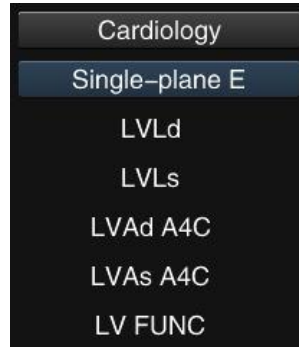 Cardiology
Single-plane E
LVLd
LVLs
LVAd A4C
LVAs A4C
LV FUNC